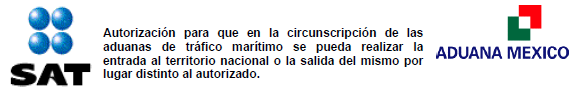 Autorización para que en la circunscripción de las
aduanas de tráfico marítimo se pueda realizar la
entrada al territorio nacional o la salida del mismo por
lugar distinto al autorizado.
SAT
ADUANA MEXICO